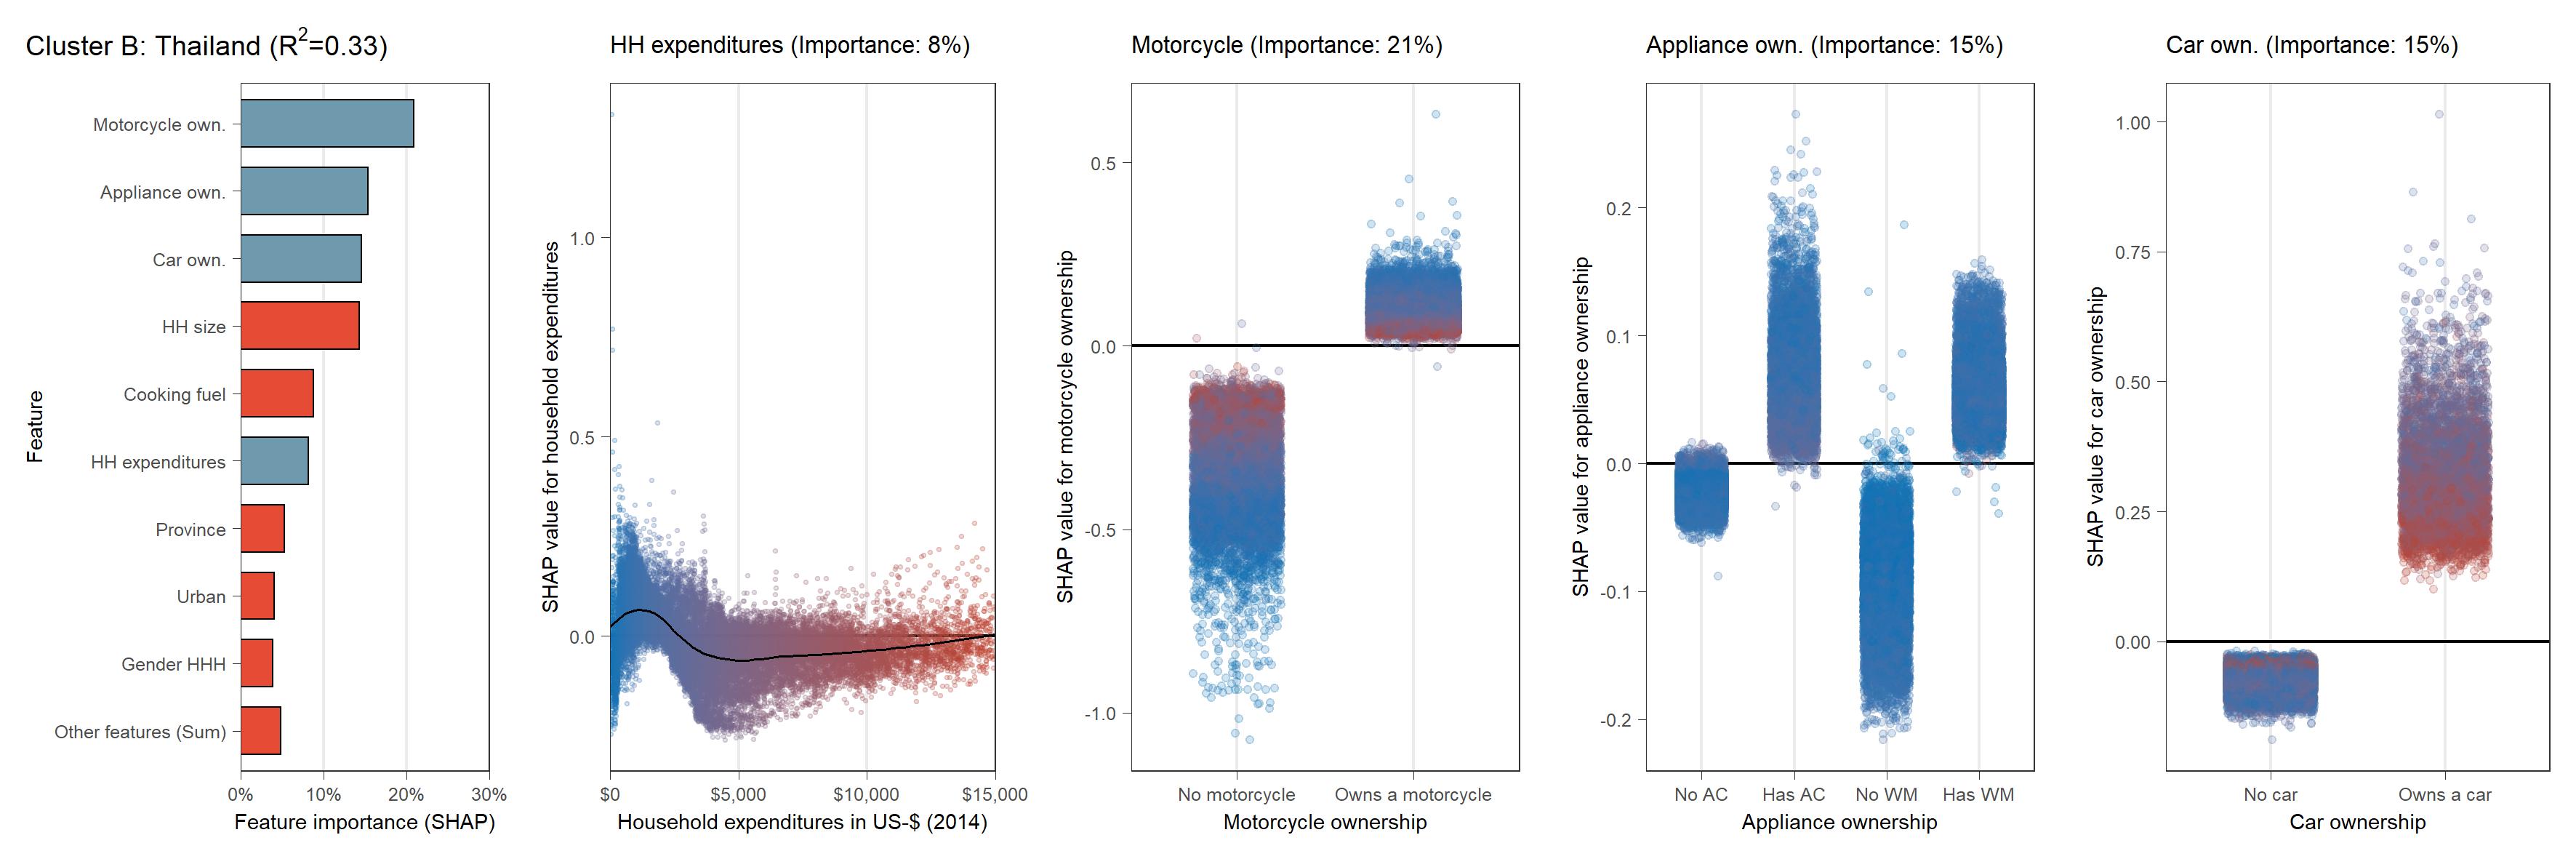 Cluster B: Thailand (R²=0.33)
Feature
Motorcycle own.
Appliance own.
Car own.
HH size
Cooking fuel
HH expenditures
Province
Urban
Gender HHH
Other features (Sum)
0% 10% 20% 30%
Feature importance (SHAP)
HH expenditures (Importance: 8%)
SHAP value for household expenditures
1.0
0.5
0.0
$0 $5,000 $10,000 $15,000
Household expenditures in US-$ (2014)
Motorcycle (Importance: 21%)
SHAP value for motorcycle ownership
0.5
0.0
-0.5
-1.0
No motorcycle Owns a motorcycle
Motorcycle ownership
Appliance own. (Importance: 15%)
SHAP value for appliance ownership
0.2
0.1
0.0
-0.1
-0.2
No AC Has AC No WM Has WM
Appliance ownership
Car own. (Importance: 15%)
SHAP value for car ownership
1.00
0.75
0.50
0.25
0.00
No car Owns a car
Car ownership